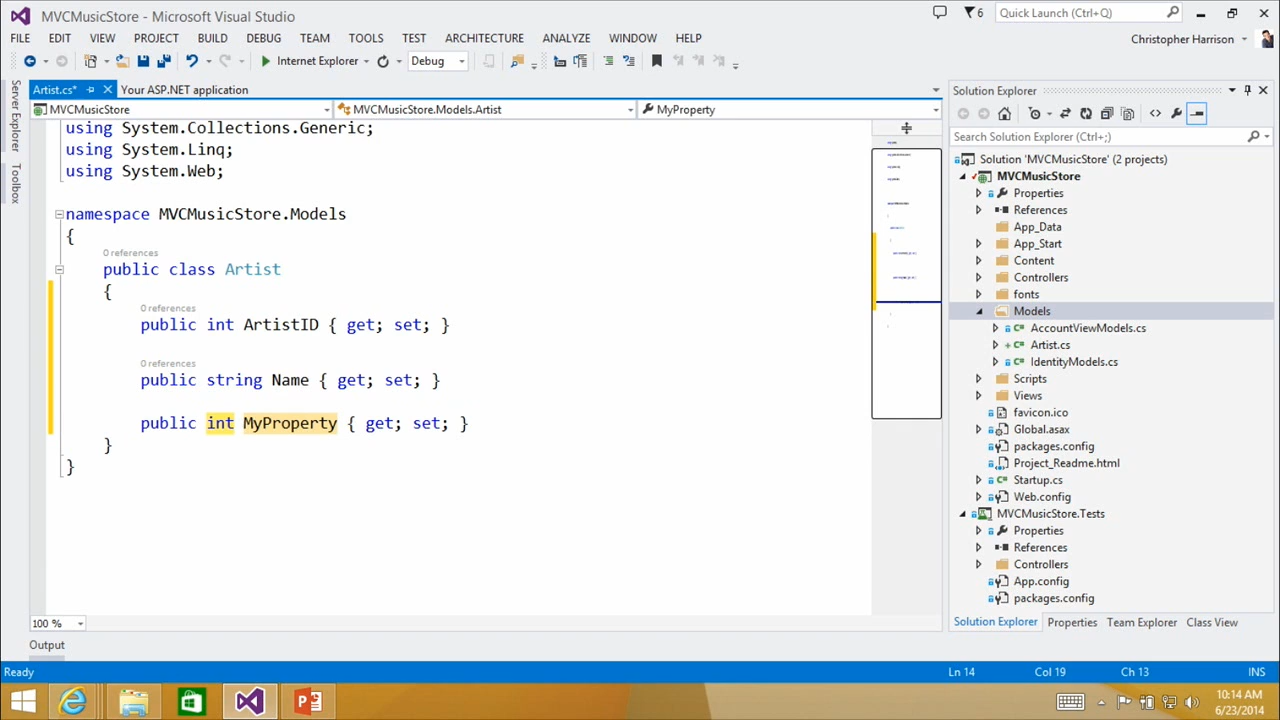 MVCMusicStore - Microsoft Visual Studio
6
Quick Launch (Ctrl+Q)
FILE EDIT VIEW PROJECT BUILD DEBUG TEAM TOOLS TEST ARCHITECTURE ANALYZE WINDOW HELP
Christopher Harrison
Internet Explorer
Debug
Server Explorer
Toolbox
Artist.cs*
Your ASP.NET application
MVCMusicStore
MVCMusicStore.Models.Artist
MyProperty
using System.Collections.Generic;
using System.Linq;
using System.Web;
namespace MVCMusicStore.Models
{
0 references
public class Artist
{
0 references
public int ArtistID { get; set; }
0 references
public string Name { get; set; }
public int MyProperty { get; set; }
}
}
100 %
Output
Solution Explorer
Search Solution Explorer (Ctrl+;)
Solution 'MVCMusicStore' (2 projects)
MVCMusicStore
Properties
References
App_Data
App_Start
Content
Controllers
fonts
Models
AccountViewModels.cs
Artist.cs
IdentityModels.cs
Scripts
Views
favicon.ico
Global.asax
packages.config
Project_Readme.html
Startup.cs
Web.config
MVCMusicStore.Tests
Properties
References
Controllers
App.config
packages.config
Solution Explorer Properties Team Explorer Class View
Ready
Ln 14 Col 19 Ch 13 INS
10:14 AM
6/23/2014